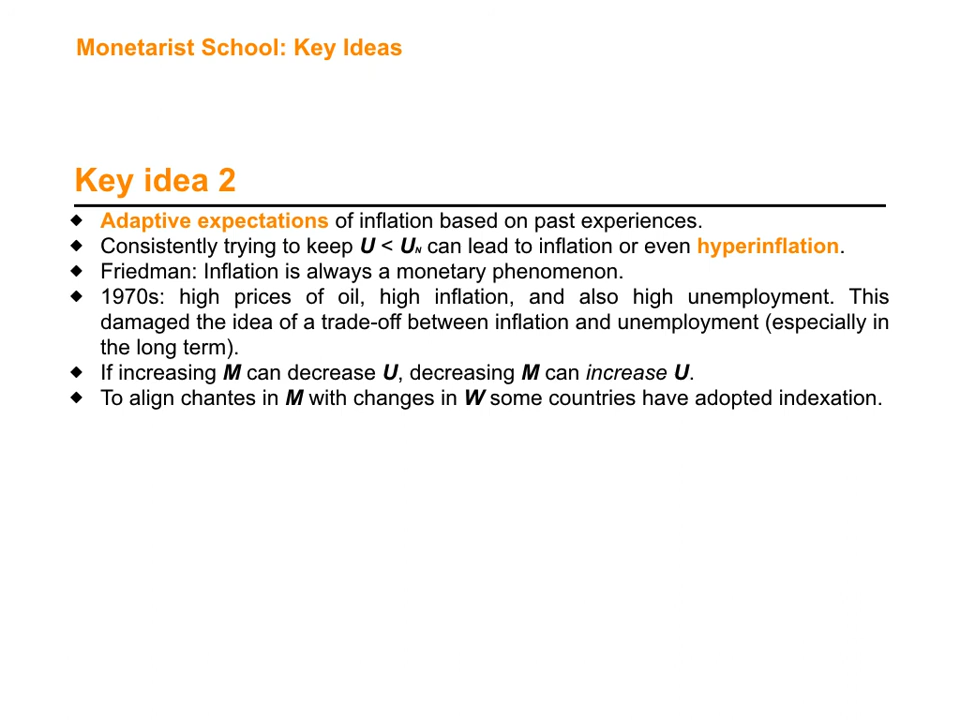 Monetarist School: Key Ideas
Key idea 2
◆ Adaptive expectations of inflation based on past experiences.
◆ Consistently trying to keep U < UN can lead to inflation or even hyperinflation.
◆ Friedman: Inflation is always a monetary phenomenon.
◆ 1970s: high prices of oil, high inflation, and also high unemployment. This
damaged the idea of a trade-off between inflation and unemployment (especially in
the long term).
◆ If increasing M can decrease U, decreasing M can increase U.
◆ To align chantes in M with changes in W some countries have adopted indexation.